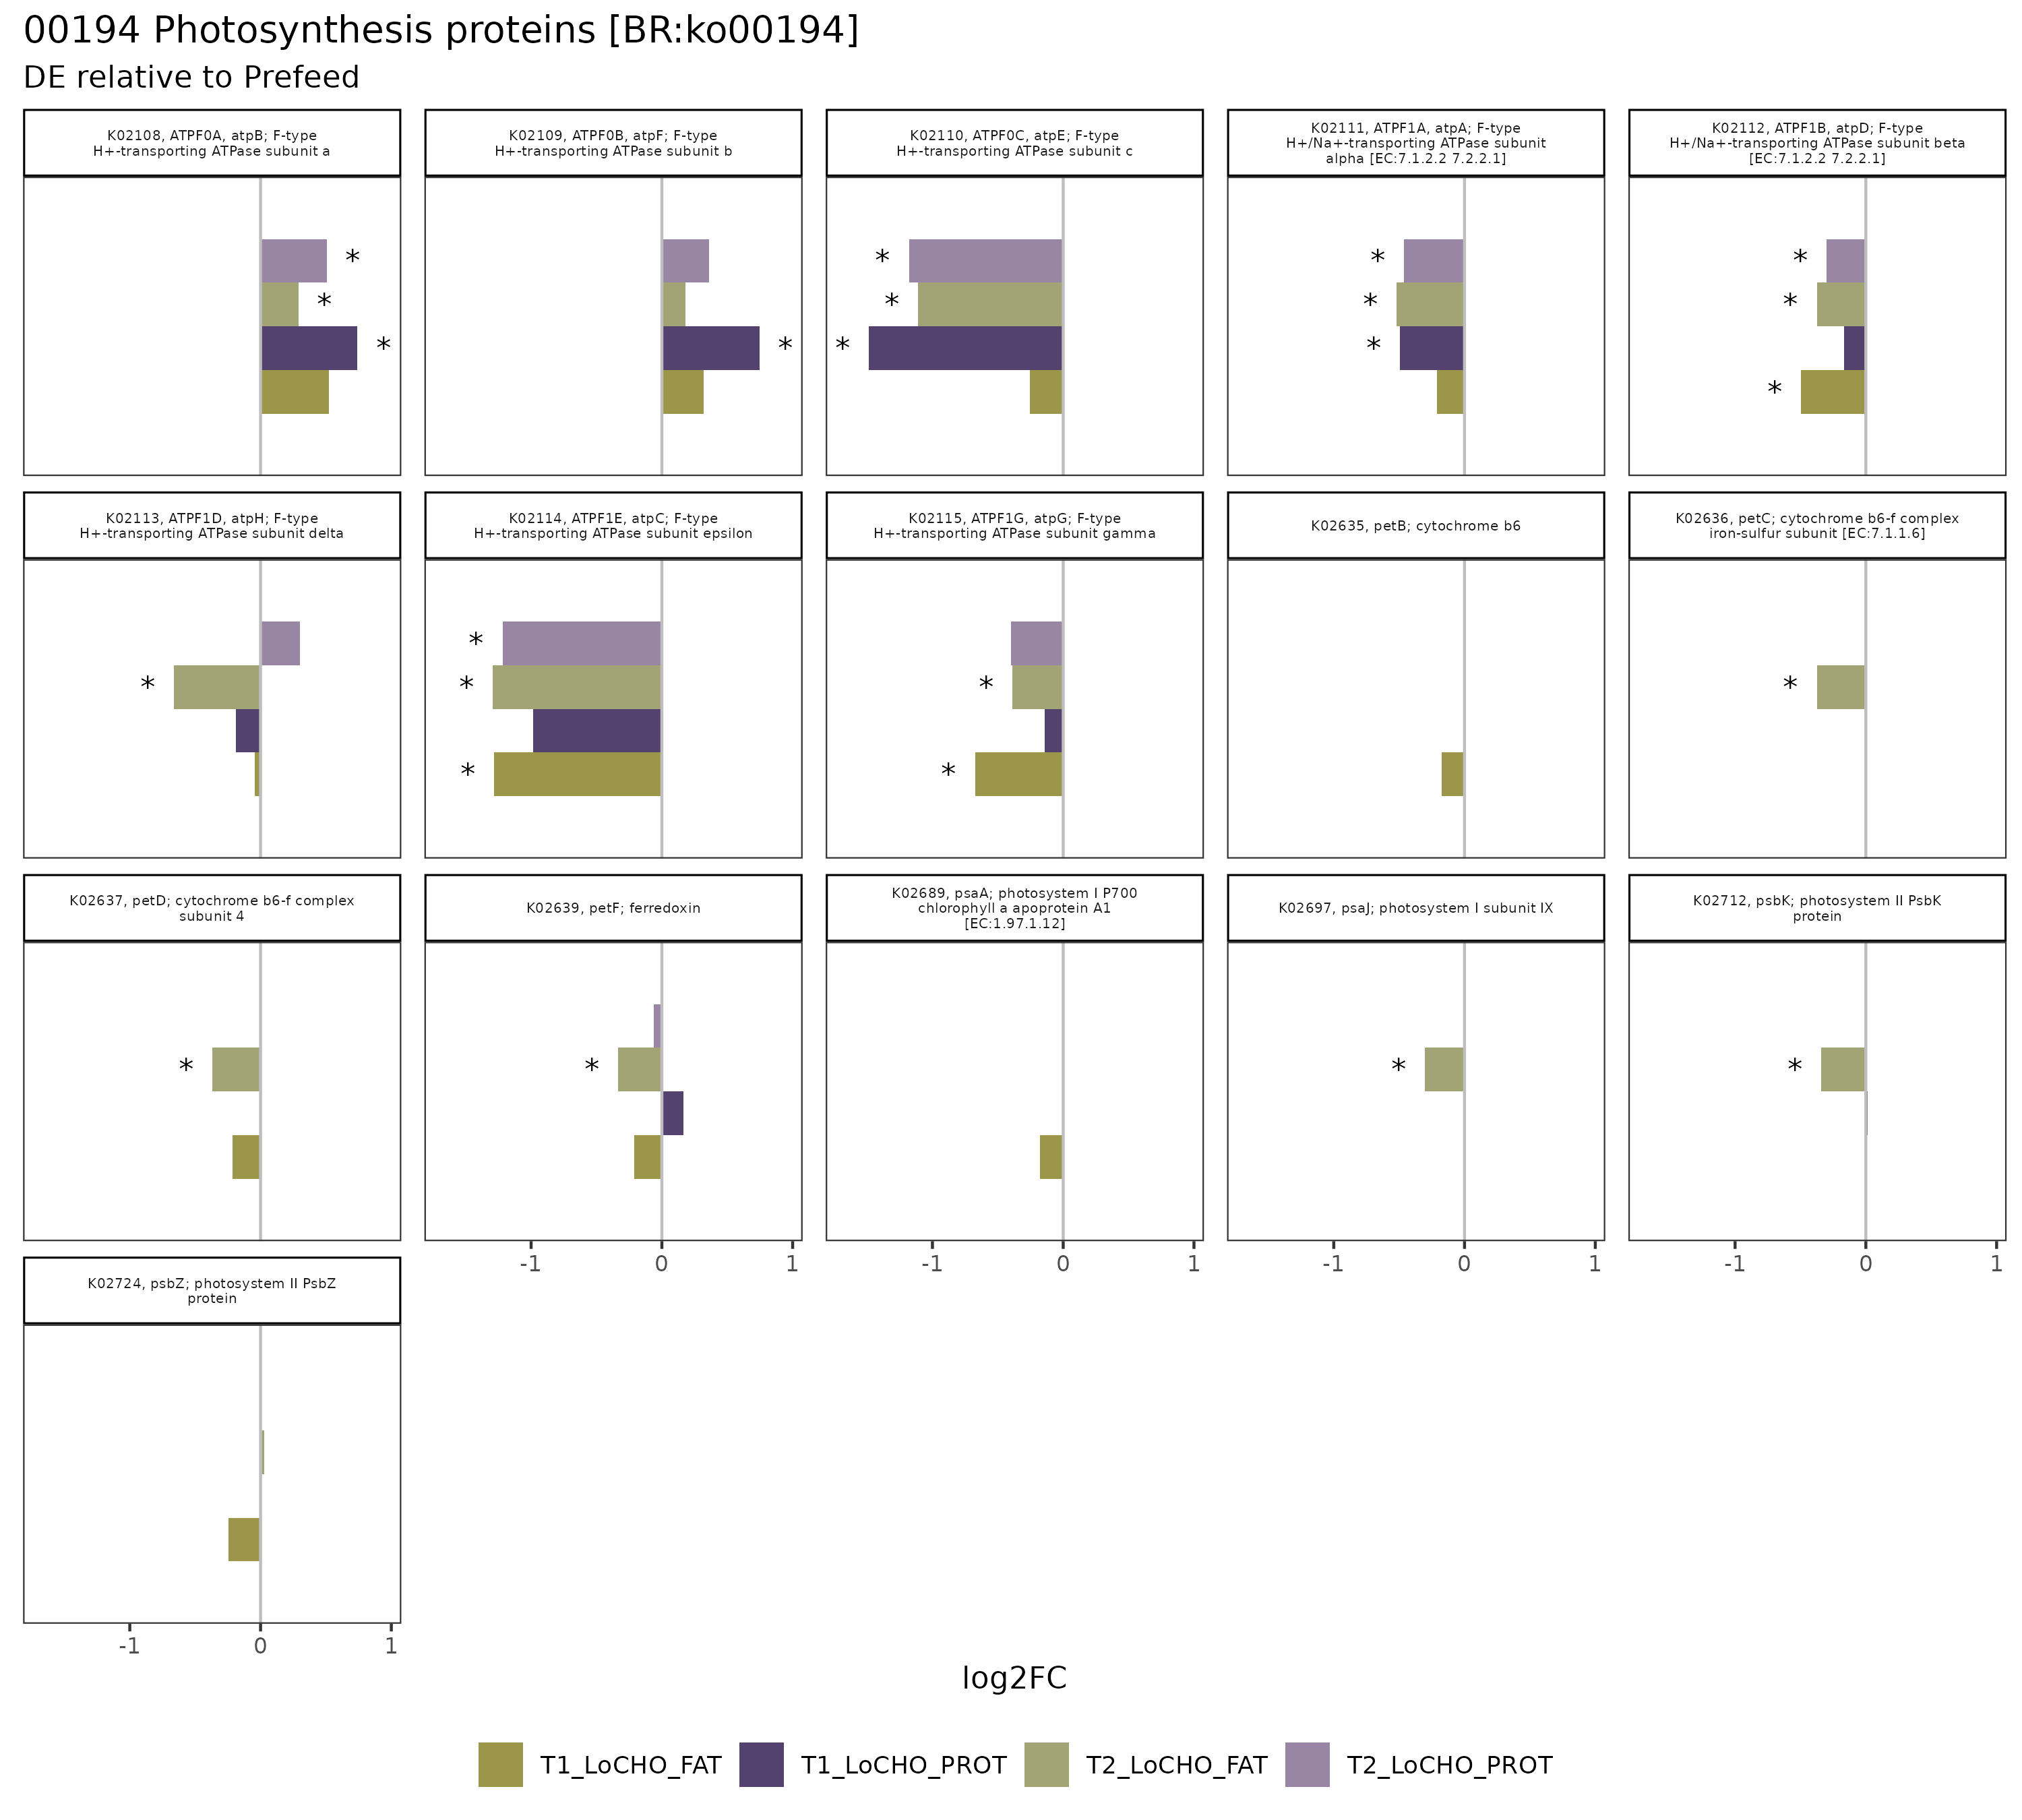 00194 Photosynthesis proteins [BR:ko00194]
DE relative to Prefeed
K02108, ATPF0A, atpB; F-type
H+-transporting ATPase subunit a
K02109, ATPF0B, atpF; F-type
H+-transporting ATPase subunit b
K02110, ATPF0C, atpE; F-type
H+-transporting ATPase subunit c
K02111, ATPF1A, atpA; F-type
H+/Na+-transporting ATPase subunit
alpha [EC:7.1.2.2 7.2.2.1]
K02112, ATPF1B, atpD; F-type
H+/Na+-transporting ATPase subunit beta
[EC:7.1.2.2 7.2.2.1]
* * *
*
* * *
* * *
* * *
K02113, ATPF1D, atpH; F-type
H+-transporting ATPase subunit delta
K02114, ATPF1E, atpC; F-type
H+-transporting ATPase subunit epsilon
K02115, ATPF1G, atpG; F-type
H+-transporting ATPase subunit gamma
K02635, petB; cytochrome b6
K02636, petC; cytochrome b6-f complex
iron-sulfur subunit [EC:7.1.1.6]
*
* * *
* *
*
K02637, petD; cytochrome b6-f complex
subunit 4
K02639, petF; ferredoxin
K02689, psaA; photosystem I P700
chlorophyll a apoprotein A1
[EC:1.97.1.12]
K02697, psaJ; photosystem I subunit IX
K02712, psbK; photosystem II PsbK
protein
*
*
*
*
-1 0 1
-1 0 1
-1 0 1
-1 0 1
K02724, psbZ; photosystem II PsbZ
protein
-1 0 1
log2FC
T1_LoCHO_FAT T1_LoCHO_PROT T2_LoCHO_FAT T2_LoCHO_PROT